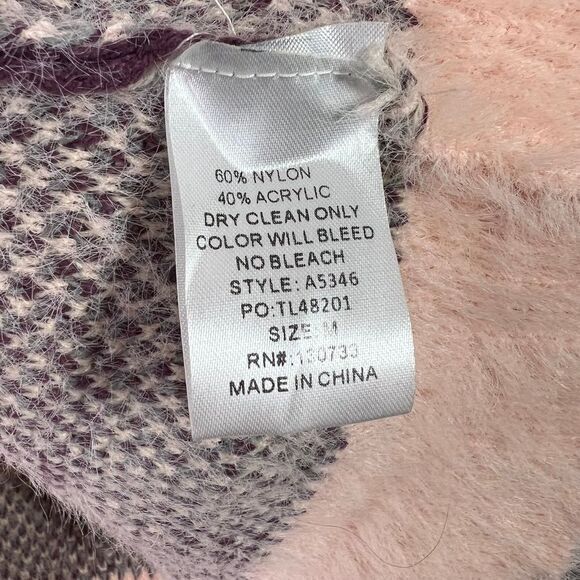 60% NYLON
40% ACRYLIC
DRY CLEAN ONLY
COLOR WILL BLEED
NO BLEACH
STYLE: A5346
PO:TL48201
SIZE: M
RN#:130733
MADE IN CHINA